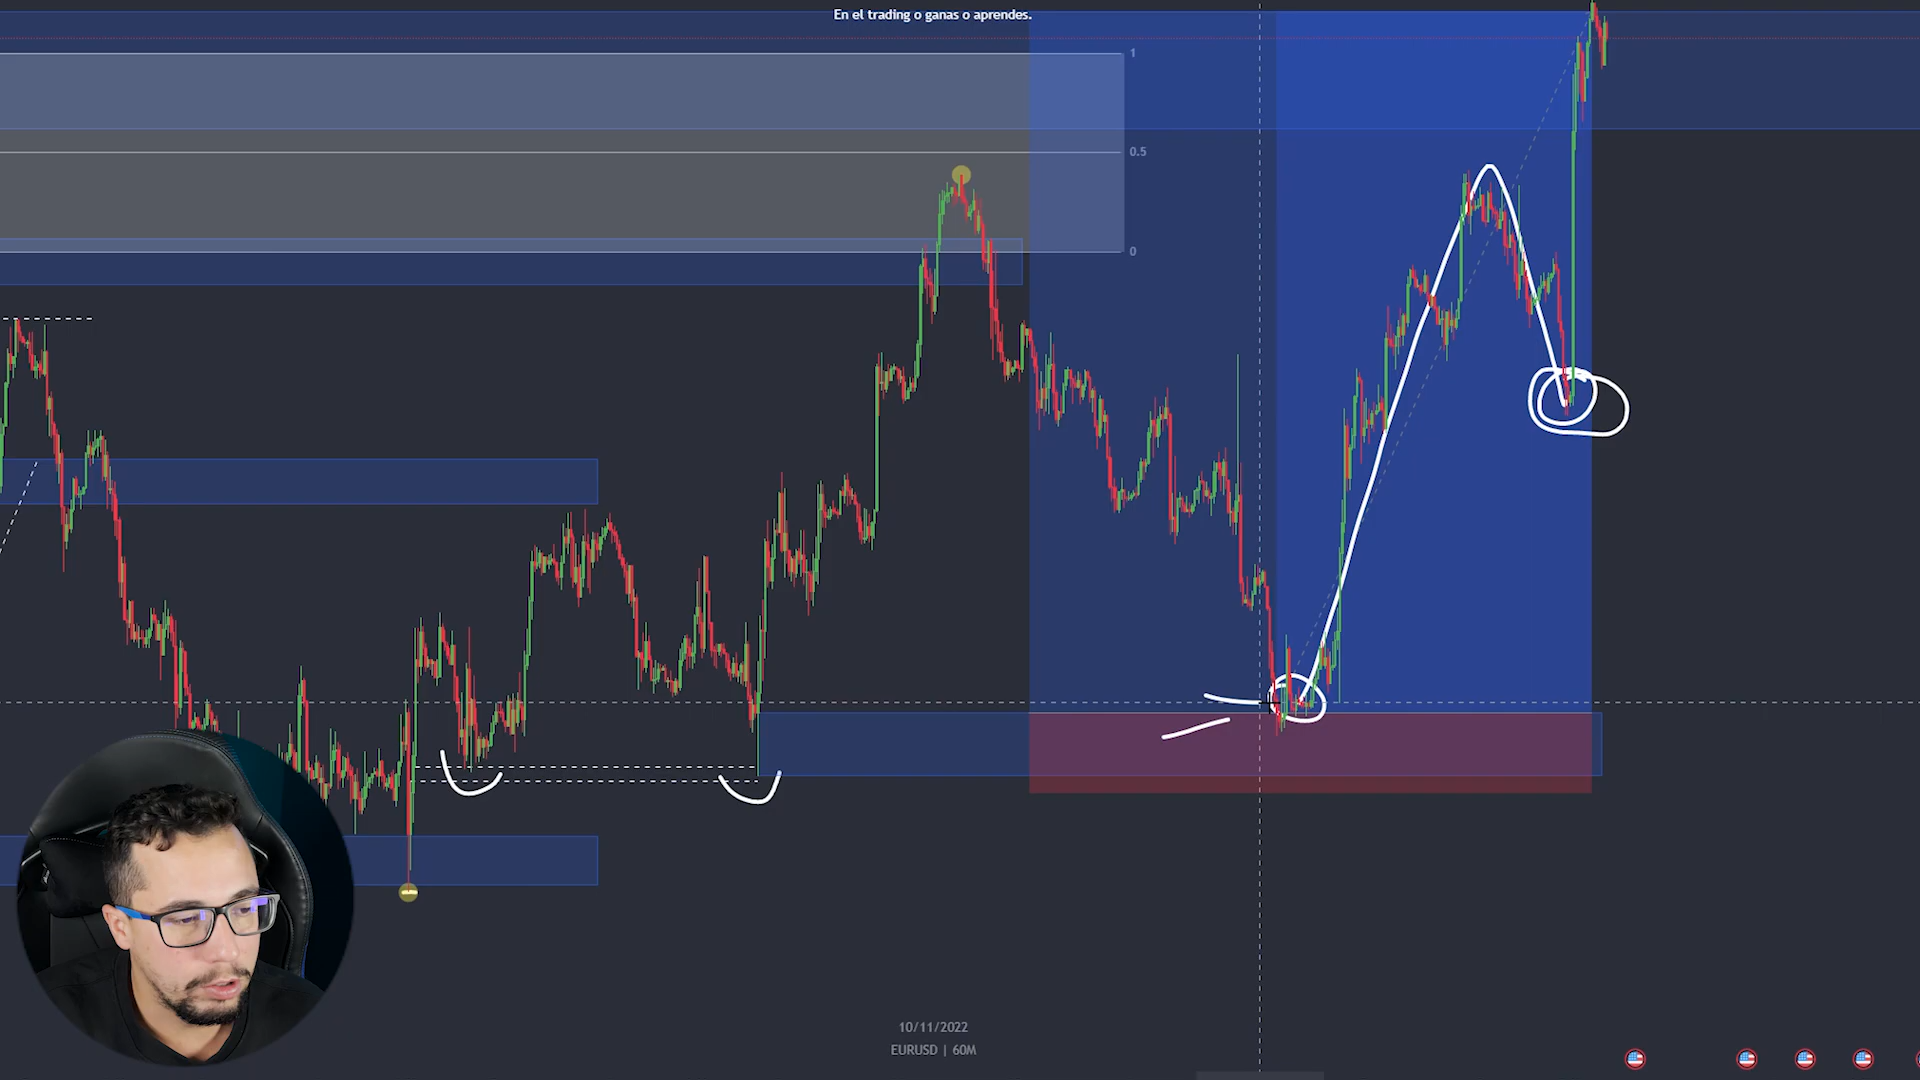 En el trading o ganas o aprendes.
1
0.5
0
10/11/2022
EURUSD | 60M